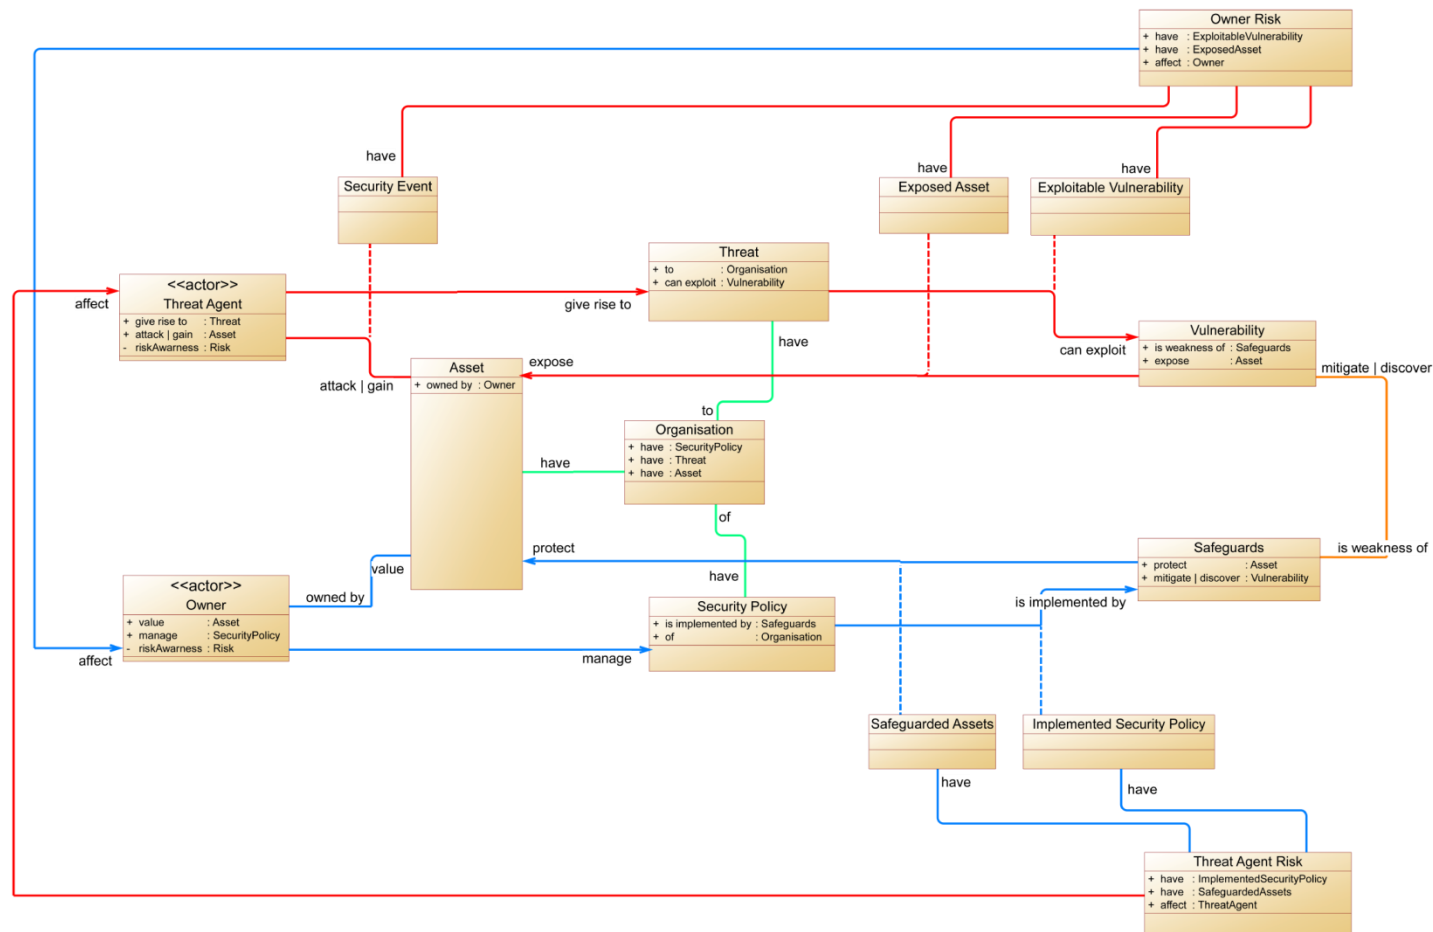 Owner Risk
+ have : ExploitableVulnerability
+ have : ExposedAsset
+ affect : Owner
have
have
have
Security Event
Exposed Asset
Exploitable Vulnerability
Threat
+ to : Organisation
+ can exploit : Vulnerability
<<actor>>
Threat Agent
+ give rise to : Threat
+ attack | gain : Asset
- riskAwarness : Risk
affect
give rise to
have
can exploit
Vulnerability
+ is weakness of : Safeguards
+ expose : Asset
mitigate | discover
attack | gain
Asset
+ owned by : Owner
expose
to
Organisation
+ have : SecurityPolicy
+ have : Threat
+ have : Asset
have
of
protect
have
Safeguards
+ protect : Asset
+ mitigate | discover : Vulnerability
is weakness of
value
owned by
<<actor>>
Owner
+ value : Asset
+ manage : SecurityPolicy
- riskAwarness : Risk
affect
manage
Security Policy
+ is implemented by : Safeguards
+ of : Organisation
is implemented by
Safeguarded Assets
Implemented Security Policy
have
have
Threat Agent Risk
+ have : ImplementedSecurityPolicy
+ have : SafeguardedAssets
+ affect : ThreatAgent